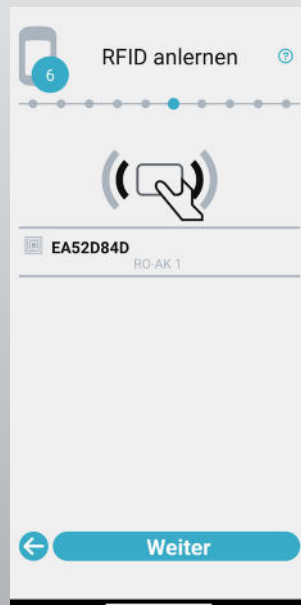 6
RFID anlernen
?
EA52D84D
RO-AK 1
Weiter